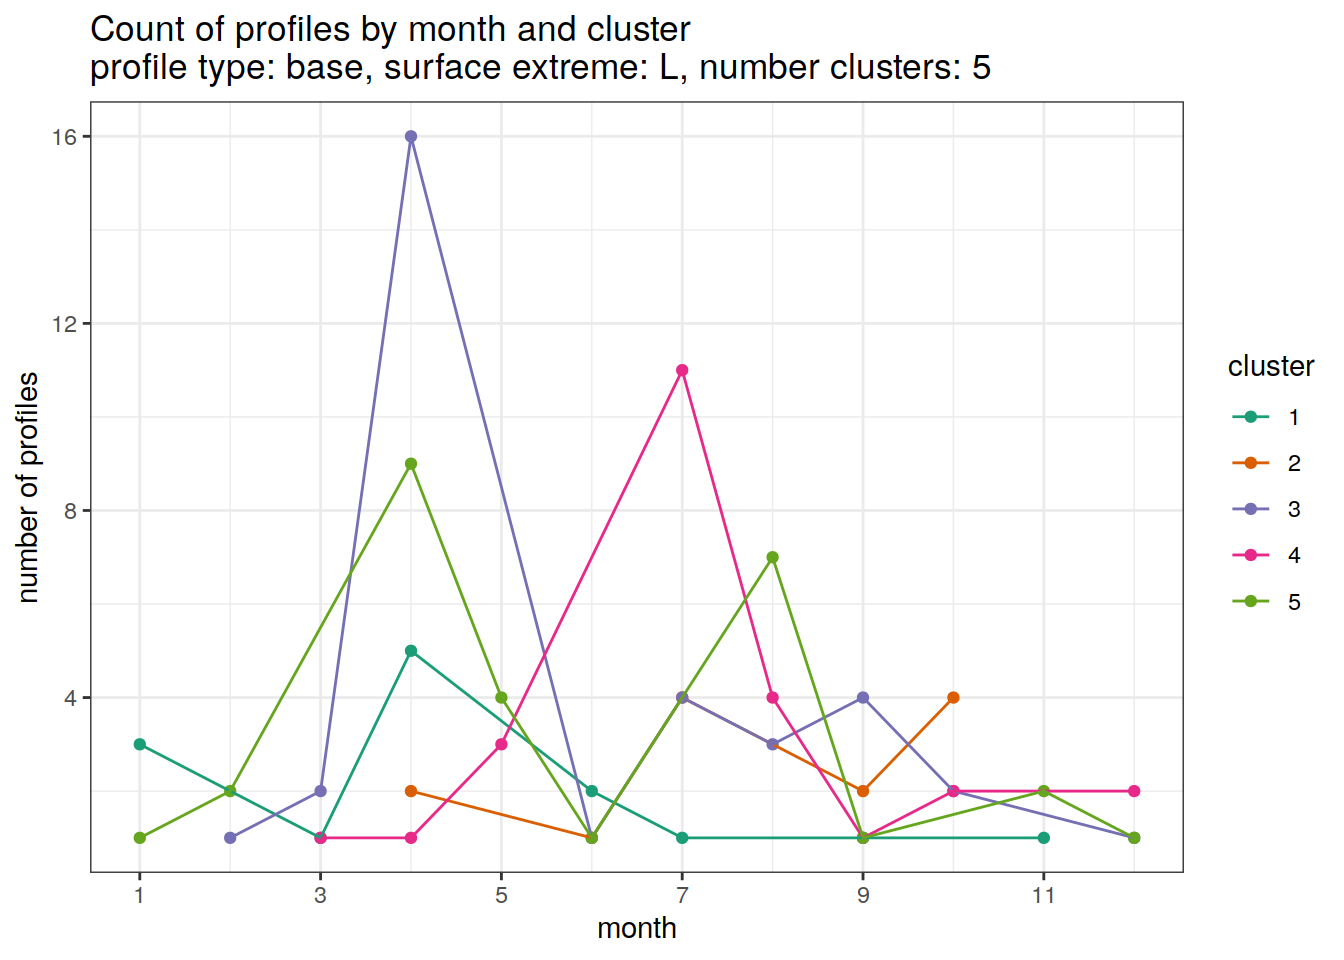 Count of profiles by month and cluster
profile type: base, surface extreme: L, number clusters: 5
16
12
8
4
number of profiles
1 3 5 7 9 11
month
cluster
1
2
3
4
5